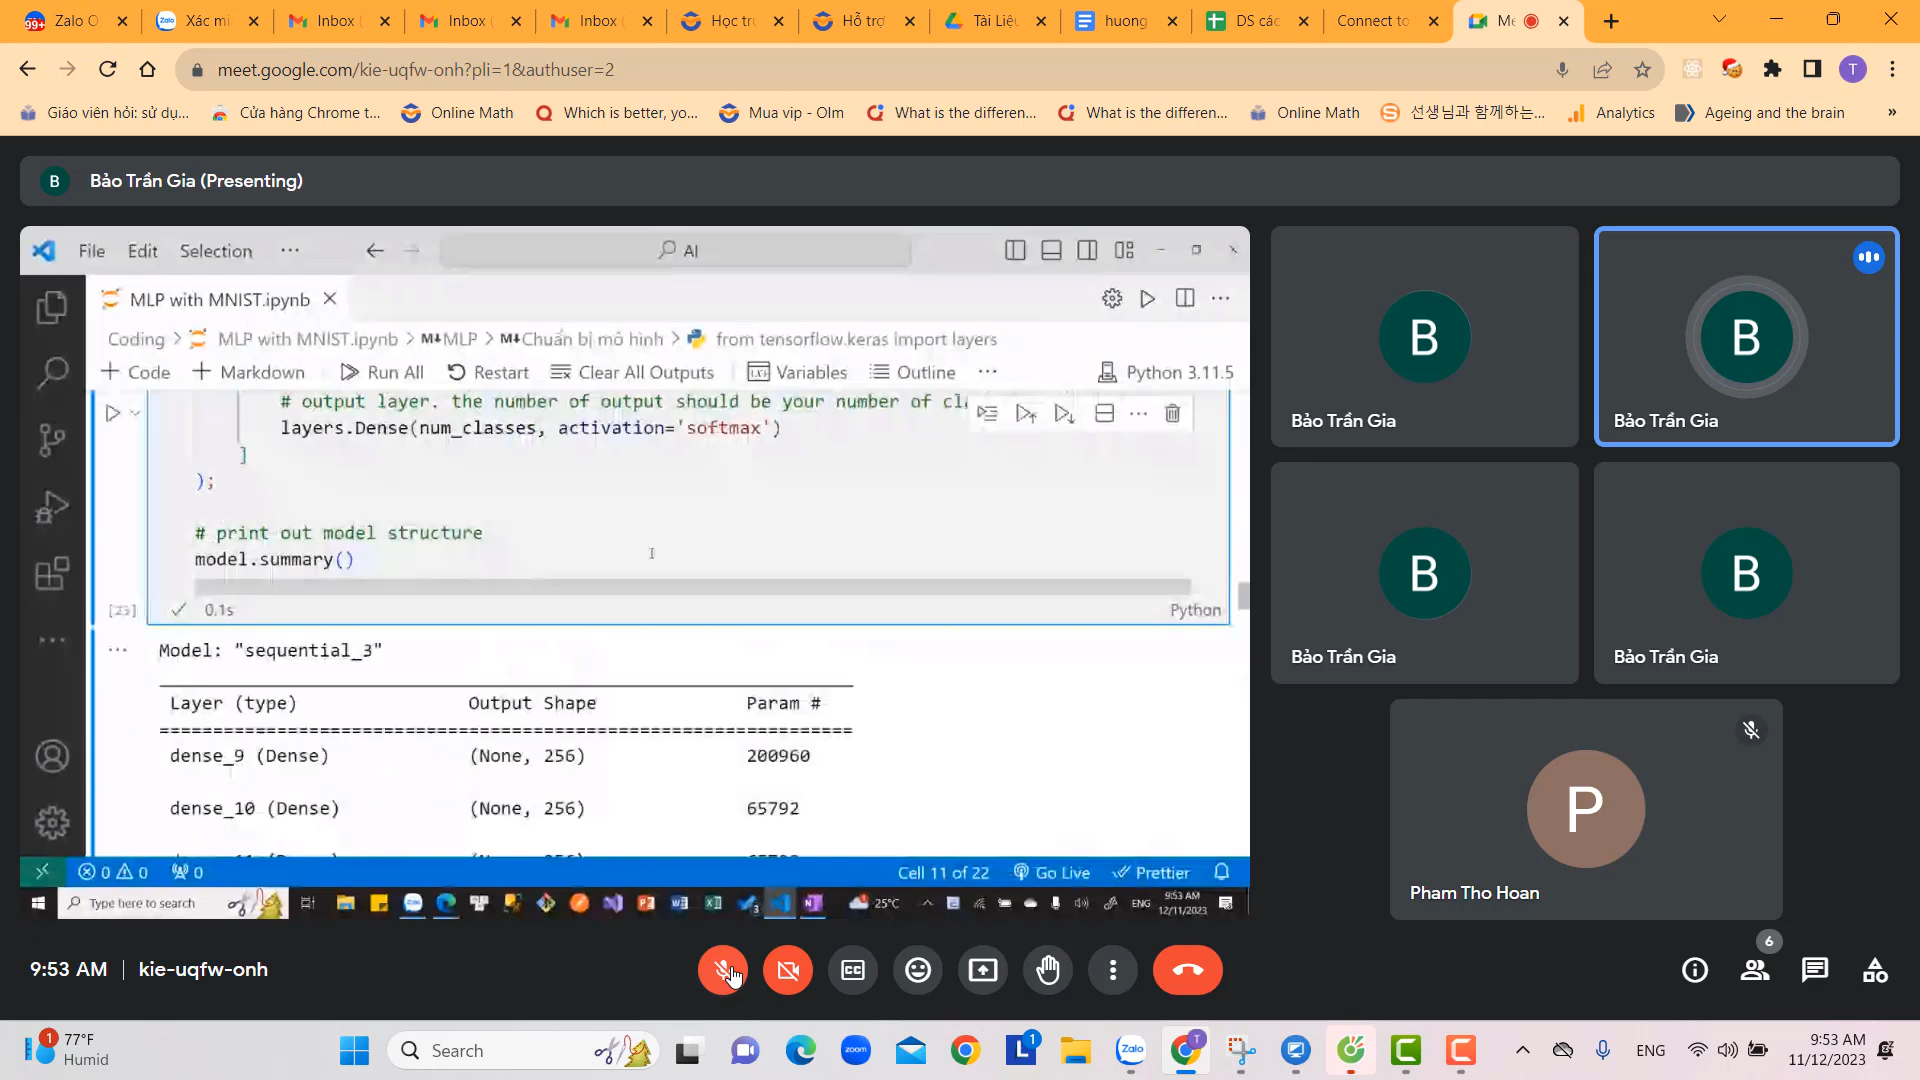 Zalo O
Xác mi
Inbox (
Inbox (
Inbox (
Học trự
Hỗ trợ
Tài Liệu
huong
DS các
Connect to
Me
meet.google.com/kie-uqfw-onh?pli=1&authuser=2
T
Giáo viên hỏi: sử dụ...
Cửa hàng Chrome t...
Online Math
Which is better, yo...
Mua vip - Olm
What is the differen...
What is the differen...
Online Math
선생님과 함께하는...
Analytics
Ageing and the brain
»
B
Bảo Trần Gia (Presenting)
File Edit Selection ···
AI
MLP with MNIST.ipynb
Coding > MLP with MNIST.ipynb > M↓MLP > M↓Chuẩn bị mô hình > from tensorflow.keras import layers
+ Code + Markdown Run All Restart Clear All Outputs Variables Outline ··· Python 3.11.5
# output layer. the number of output should be your number of cl
layers.Dense(num_classes, activation='softmax')
]
);
# print out model structure
model.summary()
[23] 0.1s Python
Model: "sequential_3"
Layer (type) Output Shape Param #
=================================================================
dense_9 (Dense) (None, 256) 200960
dense_10 (Dense) (None, 256) 65792
0 0 0
Cell 11 of 22 Go Live Prettier
Type here to search
25°C
ENG
9:53 AM
12/11/2023
B
Bảo Trần Gia
B
Bảo Trần Gia
B
Bảo Trần Gia
B
Bảo Trần Gia
P
Pham Tho Hoan
9:53 AM | kie-uqfw-onh
6
1
77°F
Humid
Search
zoom
L
1
Zalo
T
ENG
9:53 AM
11/12/2023